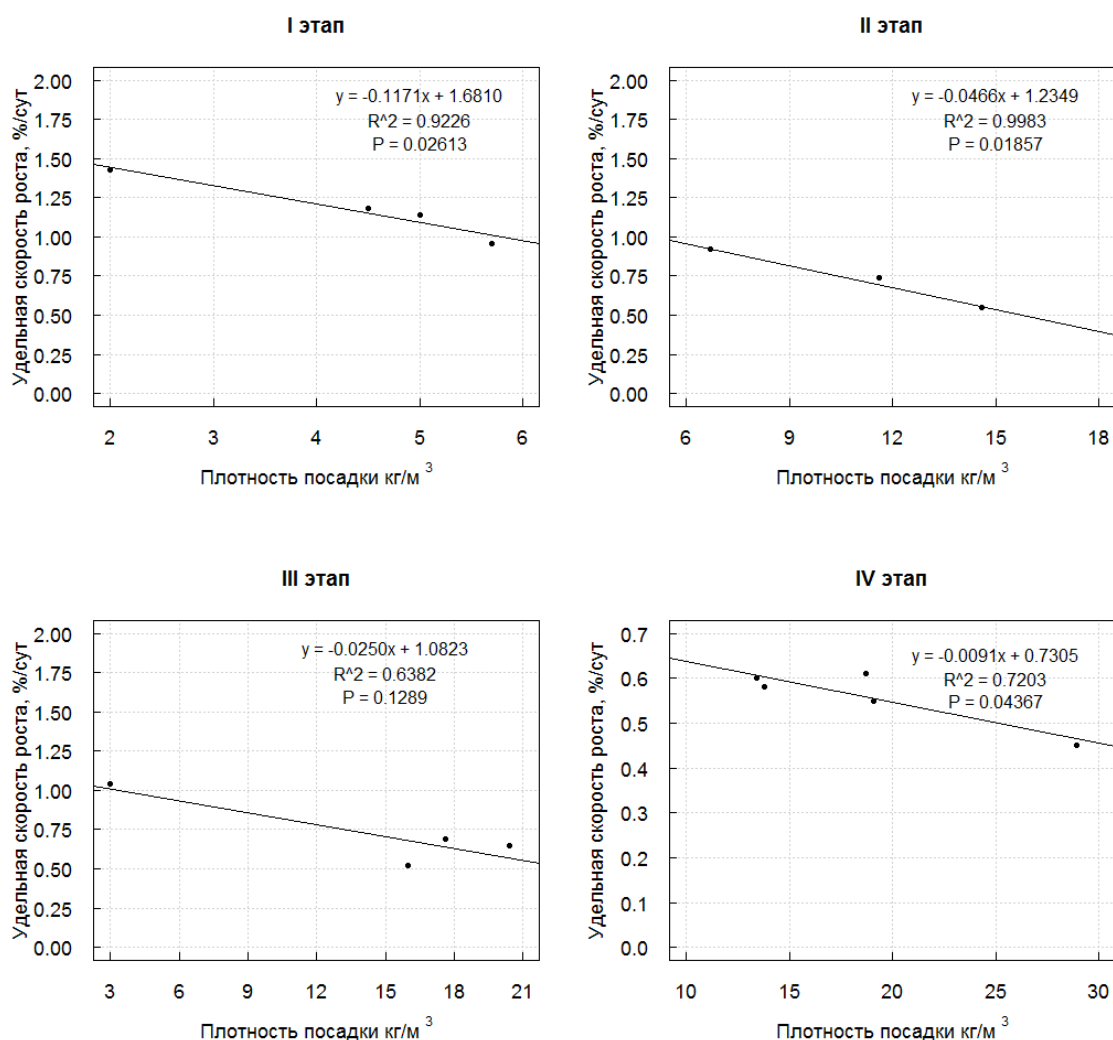 I этап
Удельная скорость роста, %/сут
2.00
1.75
1.50
1.25
1.00
0.75
0.50
0.25
0.00
y = -0.1171x + 1.6810
R^2 = 0.9226
P = 0.02613
2 3 4 5 6
Плотность посадки кг/м 3
II этап
Удельная скорость роста, %/сут
2.00
1.75
1.50
1.25
1.00
0.75
0.50
0.25
0.00
y = -0.0466x + 1.2349
R^2 = 0.9983
P = 0.01857
6 9 12 15 18
Плотность посадки кг/м 3
III этап
Удельная скорость роста, %/сут
2.00
1.75
1.50
1.25
1.00
0.75
0.50
0.25
0.00
y = -0.0250x + 1.0823
R^2 = 0.6382
P = 0.1289
3 6 9 12 15 18 21
Плотность посадки кг/м 3
IV этап
Удельная скорость роста, %/сут
0.7
0.6
0.5
0.4
0.3
0.2
0.1
0.0
y = -0.0091x + 0.7305
R^2 = 0.7203
P = 0.04367
10 15 20 25 30
Плотность посадки кг/м 3